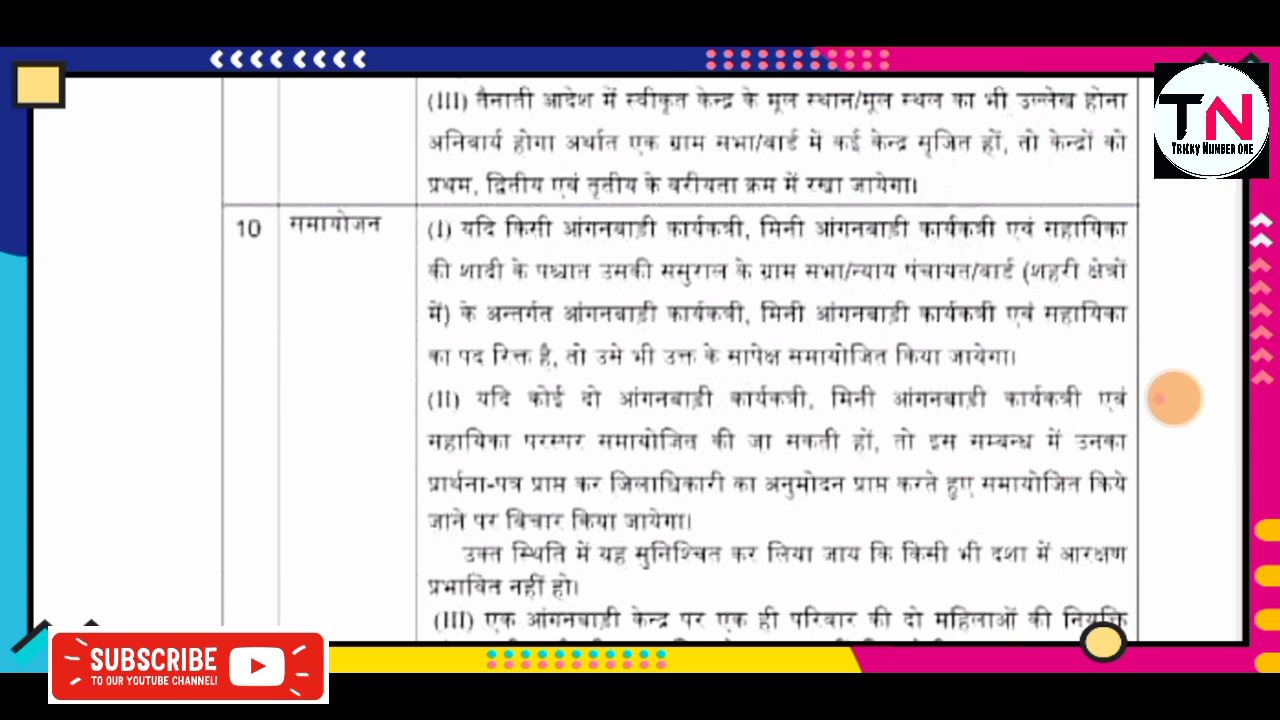 (III) तैनाती आदेश में स्वीकृत केन्द्र के मूल स्थान/मूल स्थल का भी उल्लेख होना
अनिवार्य होगा अर्थात एक ग्राम सभा/वार्ड में कई केन्द्र सृजित हों, तो केन्द्रों को
प्रथम, द्वितीय एवं तृतीय के वरीयता क्रम में रखा जायेगा।
TN
TRICKY NUMBER ONE
10 समायोजन (I) यदि किसी आंगनबाड़ी कार्यकत्री, मिनी आंगनबाड़ी कार्यकत्री एवं सहायिका
की शादी के पश्चात उसकी ससुराल के ग्राम सभा/न्याय पंचायत/वार्ड (शहरी क्षेत्रों
में) के अन्तर्गत आंगनबाड़ी कार्यकत्री, मिनी आंगनबाड़ी कार्यकत्री एवं सहायिका
का पद रिक्त है, तो उसे भी उक्त के सापेक्ष समायोजित किया जायेगा।
(II) यदि कोई दो आंगनबाड़ी कार्यकत्री, मिनी आंगनबाड़ी कार्यकत्री एवं
सहायिका परस्पर समायोजित की जा सकती हों, तो इस सम्बन्ध में उनका
प्रार्थना-पत्र प्राप्त कर जिलाधिकारी का अनुमोदन प्राप्त करते हुए समायोजित किये
जाने पर विचार किया जायेगा।
उक्त स्थिति में यह सुनिश्चित कर लिया जाय कि किसी भी दशा में आरक्षण
प्रभावित नहीं हो।
(III) एक आंगनबाड़ी केन्द्र पर एक ही परिवार की दो महिलाओं की नियुक्ति
SUBSCRIBE
TO OUR YOUTUBE CHANNEL!